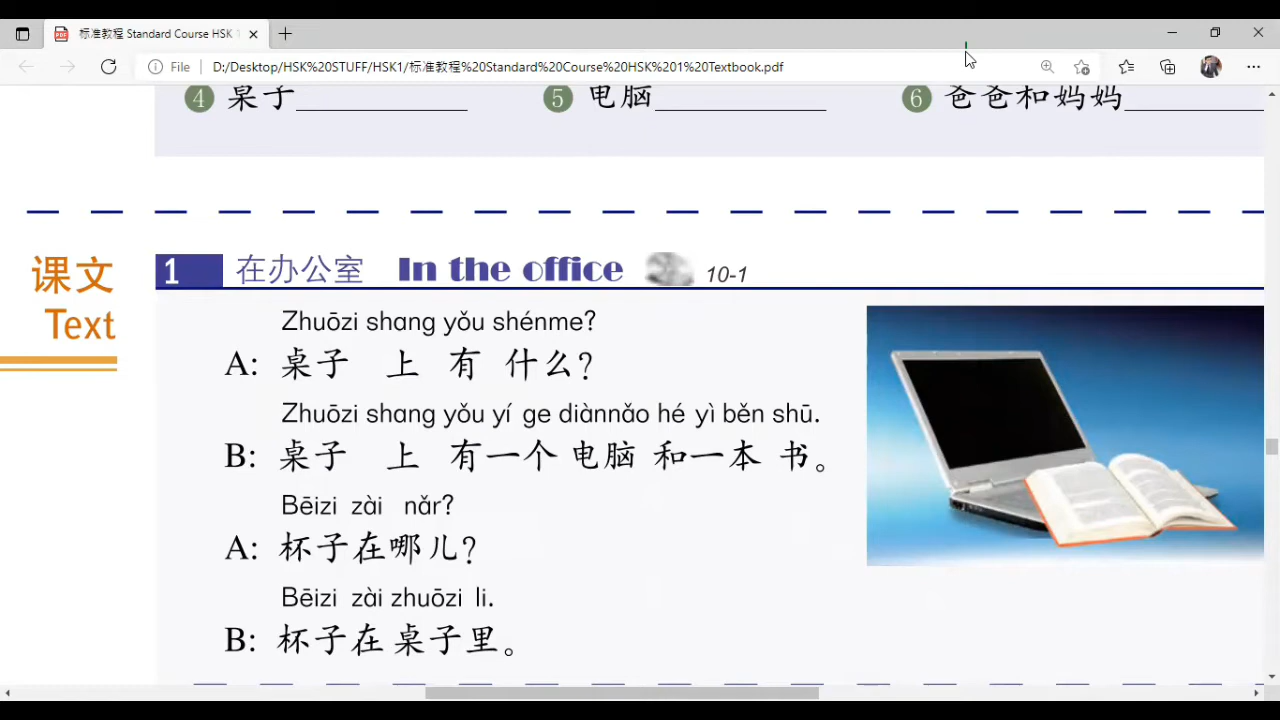 标准教程 Standard Course HSK 1
File D:/Desktop/HSK%20STUFF/HSK1/标准教程%20Standard%20Course%20HSK%201%20Textbook.pdf
4 桌子 5 电脑 6 爸爸和妈妈
课文
Text
1 在办公室 In the office 10-1
Zhuōzi shang yǒu shénme?
A: 桌子 上 有 什么?
Zhuōzi shang yǒu yí ge diànnǎo hé yì běn shū.
B: 桌子 上 有一个 电脑 和一本 书。
Bēizi zài nǎr?
A: 杯子在哪儿?
Bēizi zài zhuōzi li.
B: 杯子在 桌子里。